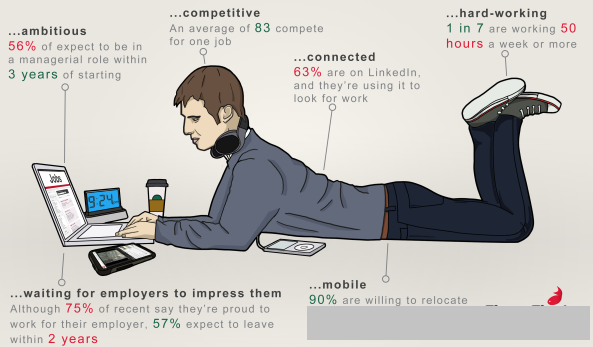 ...ambitious
56% of expect to be in
a managerial role within
3 years of starting
...competitive
An average of 83 compete
for one job
...connected
63% are on LinkedIn,
and they're using it to
look for work
...hard-working
1 in 7 are working 50
hours a week or more
Jobs
9:24
...waiting for employers to impress them
Although 75% of recent say they're proud to
work for their employer, 57% expect to leave
within 2 years
...mobile
90% are willing to relocate